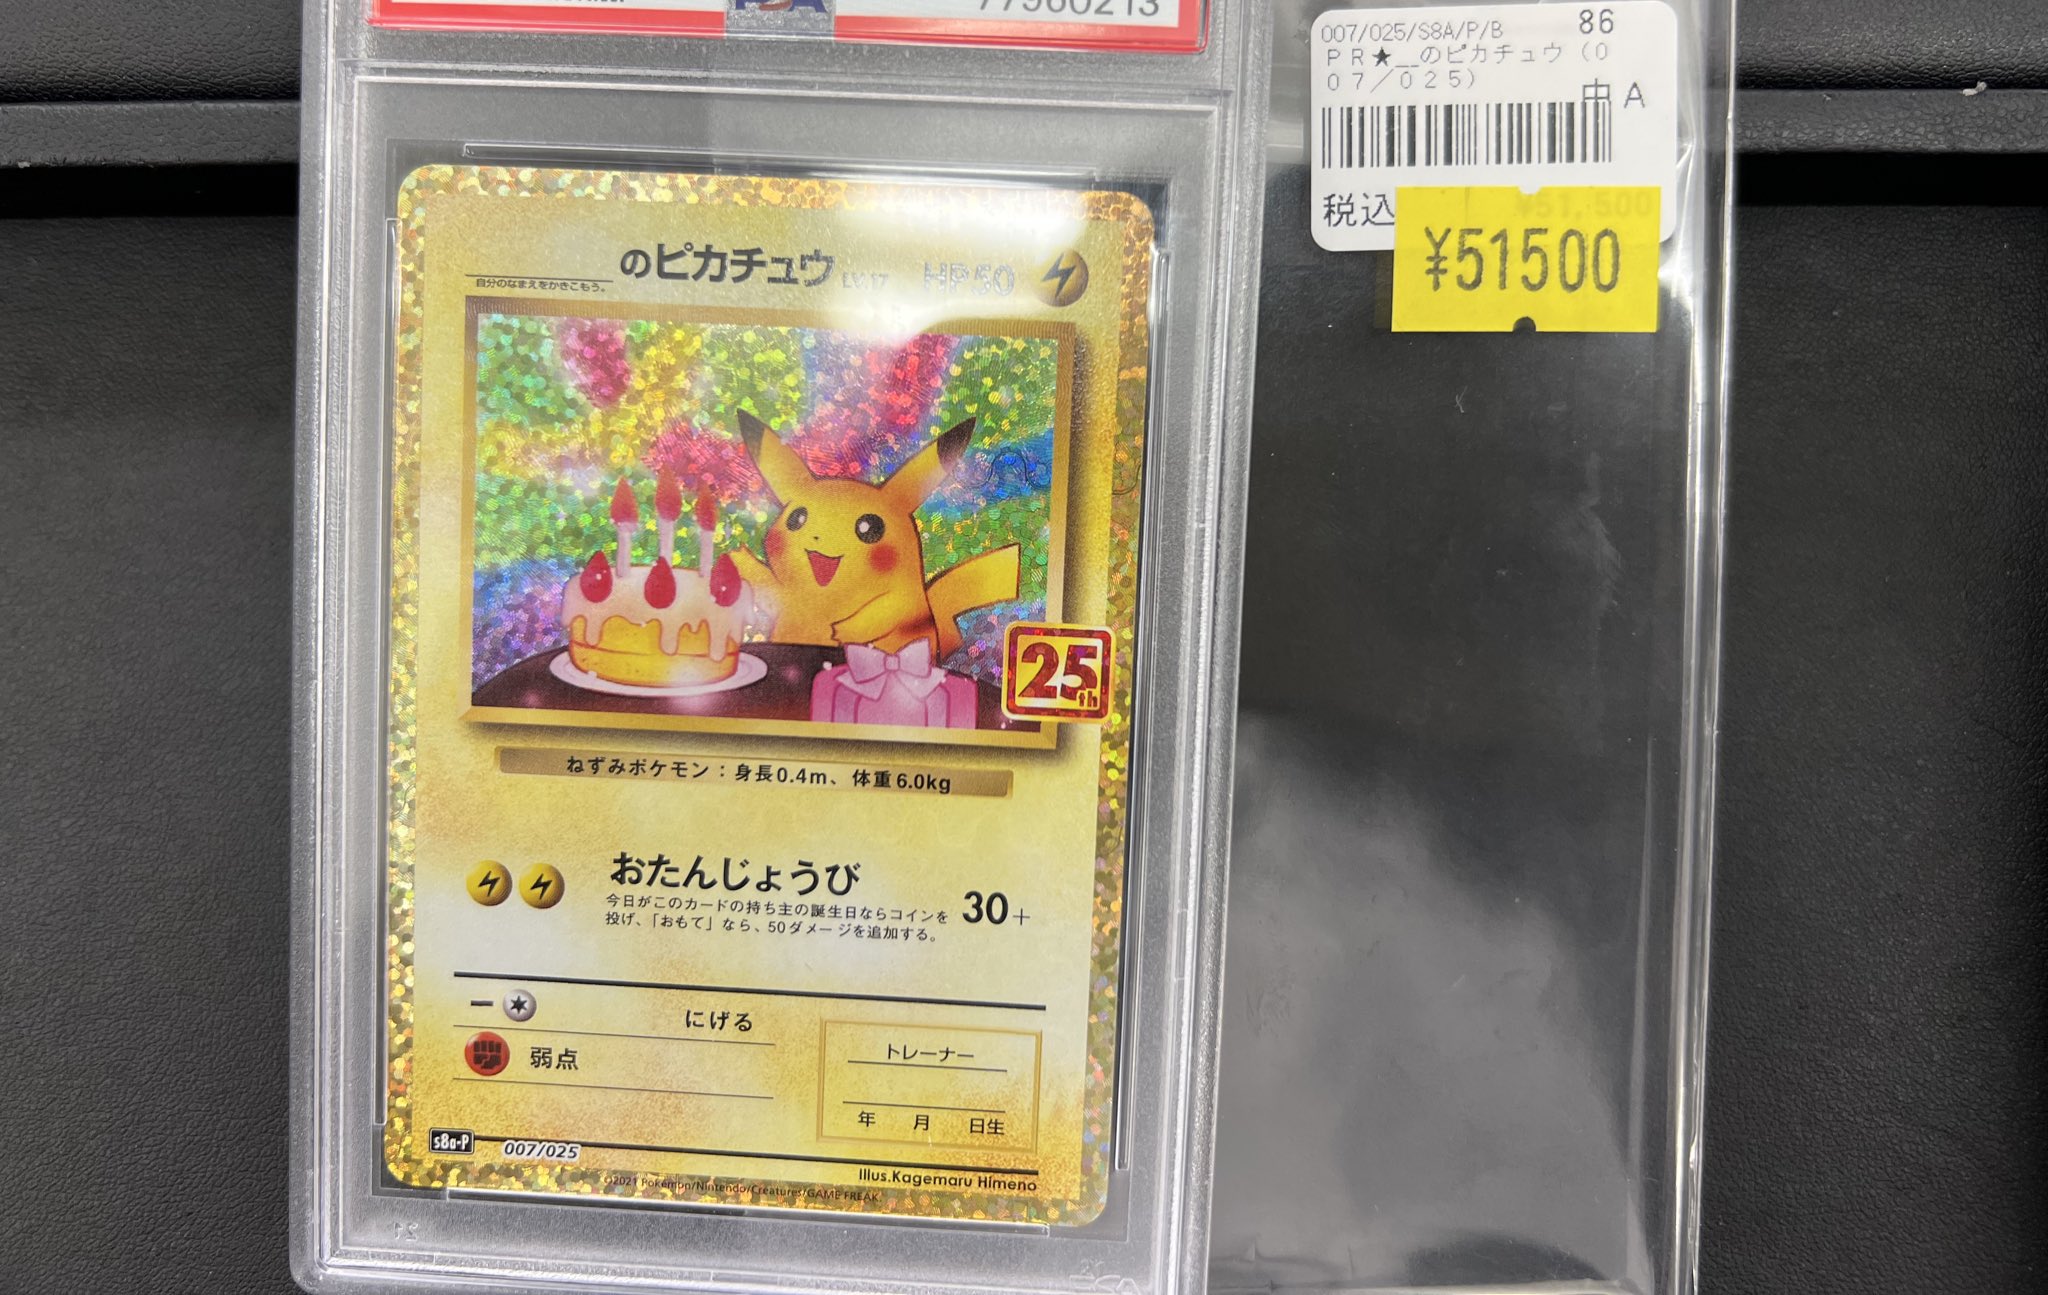 PSA
77960213
007/025/S8A/P/B
86
PR★__のピカチュウ(0
07/025)
中A
税込
¥51,500
¥51500
のピカチュウ LV.17 HP50
自分のなまえをかきこもう。
25th
ねずみポケモン:身長0.4m、体重6.0kg
おたんじょうび
30+
今日がこのカードの持ち主の誕生日ならコインを
投げ、「おもて」なら、50ダメージを追加する。
にげる
弱点
トレーナー
年 月 日生
s8a-P 007/025
Illus.Kagemaru Himeno
©2021 Pokémon/Nintendo/Creatures/GAME FREAK.